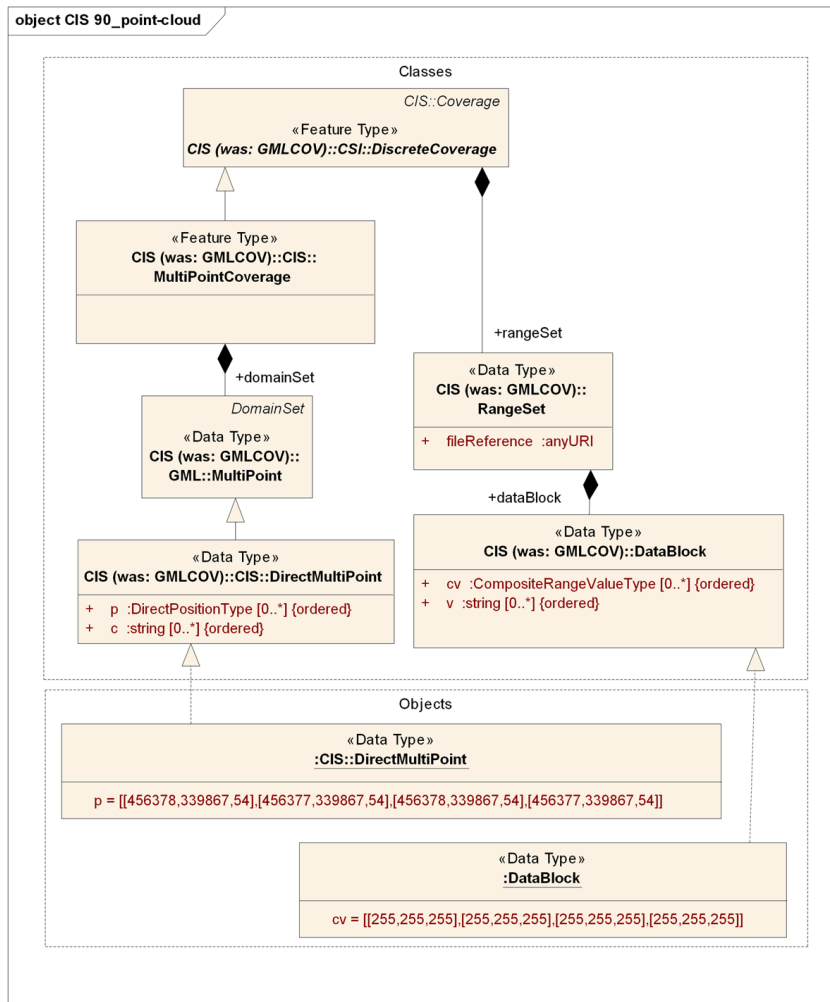 object CIS 90_point-cloud
Classes
CIS::Coverage
«Feature Type»
CIS (was: GMLCOV)::CSI::DiscreteCoverage
«Feature Type»
CIS (was: GMLCOV)::CIS::
MultiPointCoverage
+rangeSet
+domainSet
«Data Type»
CIS (was: GMLCOV)::
RangeSet
+ fileReference :anyURI
DomainSet
«Data Type»
CIS (was: GMLCOV)::
GML::MultiPoint
+dataBlock
«Data Type»
CIS (was: GMLCOV)::DataBlock
+ cv :CompositeRangeValueType [0..*] {ordered}
+ v :string [0..*] {ordered}
«Data Type»
CIS (was: GMLCOV)::CIS::DirectMultiPoint
+ p :DirectPositionType [0..*] {ordered}
+ c :string [0..*] {ordered}
Objects
«Data Type»
:CIS::DirectMultiPoint
p = [[456378,339867,54],[456377,339867,54],[456378,339867,54],[456377,339867,54]]
«Data Type»
:DataBlock
cv = [[255,255,255],[255,255,255],[255,255,255],[255,255,255]]